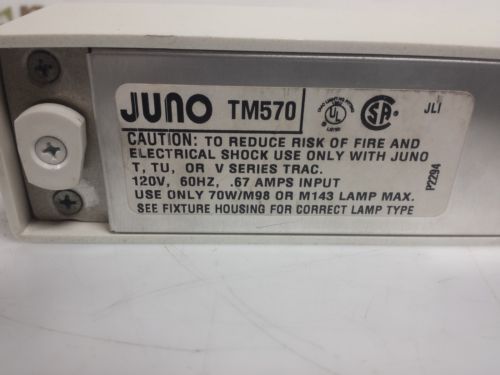 JUNO TM570
UL
SA
JLI
CAUTION: TO REDUCE RISK OF FIRE AND
ELECTRICAL SHOCK USE ONLY WITH JUNO
T, TU, OR V SERIES TRAC.
120V, 60HZ, .67 AMPS INPUT
USE ONLY 70W/M98 OR M143 LAMP MAX.
SEE FIXTURE HOUSING FOR CORRECT LAMP TYPE
P2294